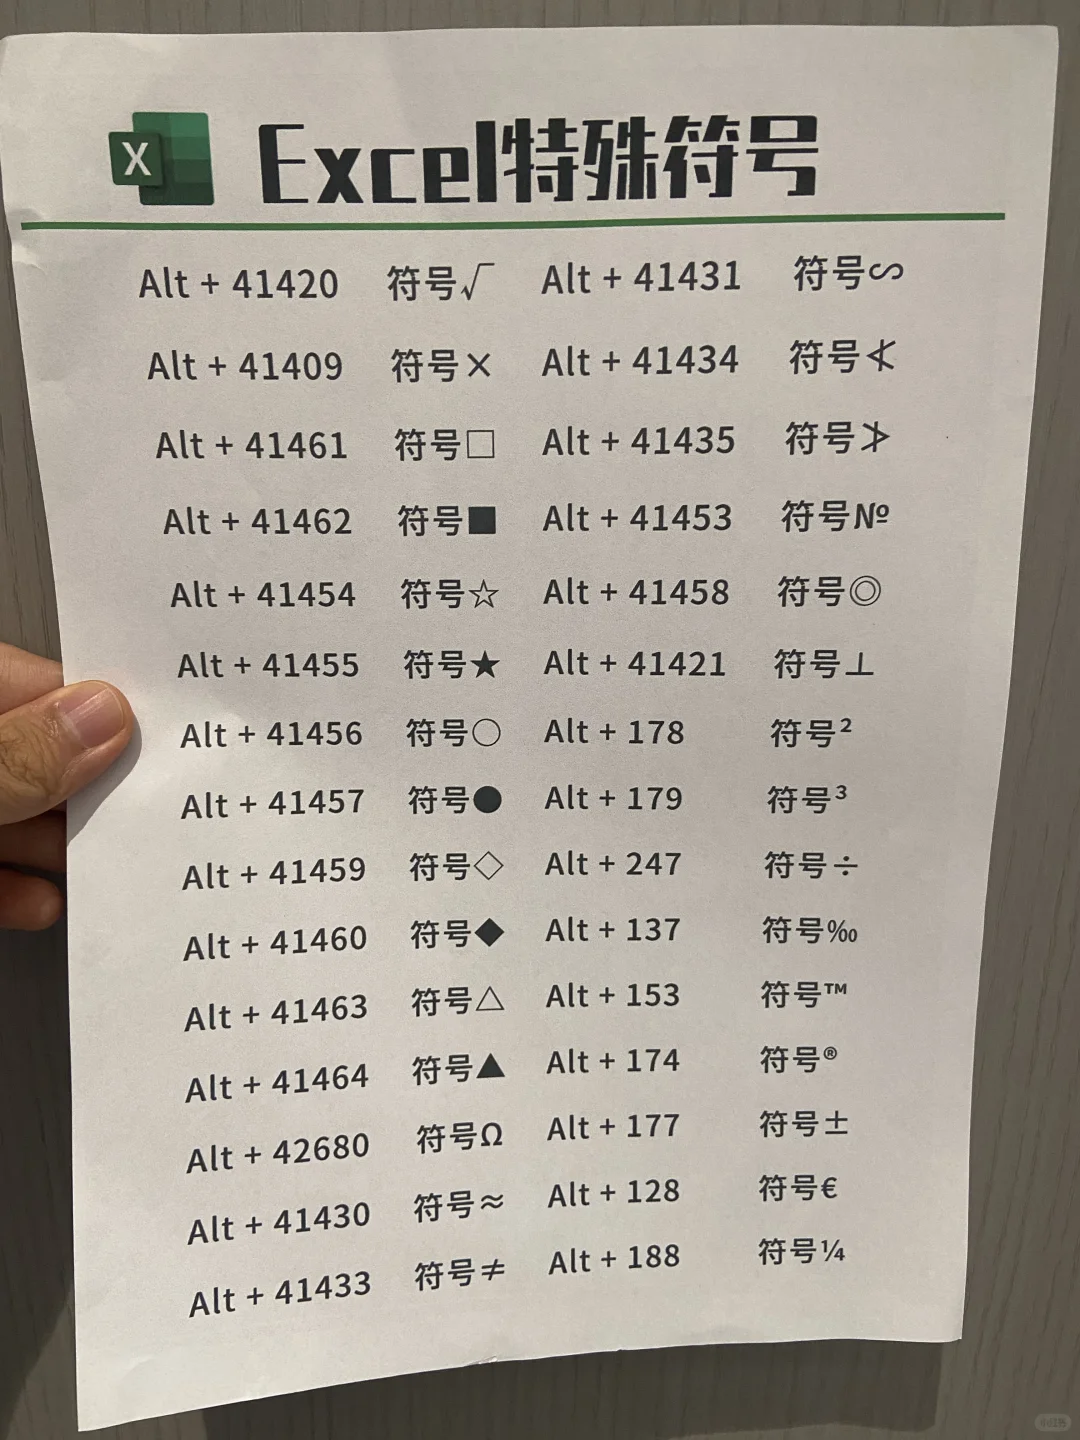 X Excel特殊符号
Alt + 41420 符号√ Alt + 41431 符号∽
Alt + 41409 符号× Alt + 41434 符号≮
Alt + 41461 符号□ Alt + 41435 符号≯
Alt + 41462 符号■ Alt + 41453 符号№
Alt + 41454 符号☆ Alt + 41458 符号◎
Alt + 41455 符号★ Alt + 41421 符号⊥
Alt + 41456 符号○ Alt + 178 符号²
Alt + 41457 符号● Alt + 179 符号³
Alt + 41459 符号◇ Alt + 247 符号÷
Alt + 41460 符号◆ Alt + 137 符号‰
Alt + 41463 符号△ Alt + 153 符号™
Alt + 41464 符号▲ Alt + 174 符号®
Alt + 42680 符号Ω Alt + 177 符号±
Alt + 41430 符号≈ Alt + 128 符号€
Alt + 41433 符号≠ Alt + 188 符号¼
小红书